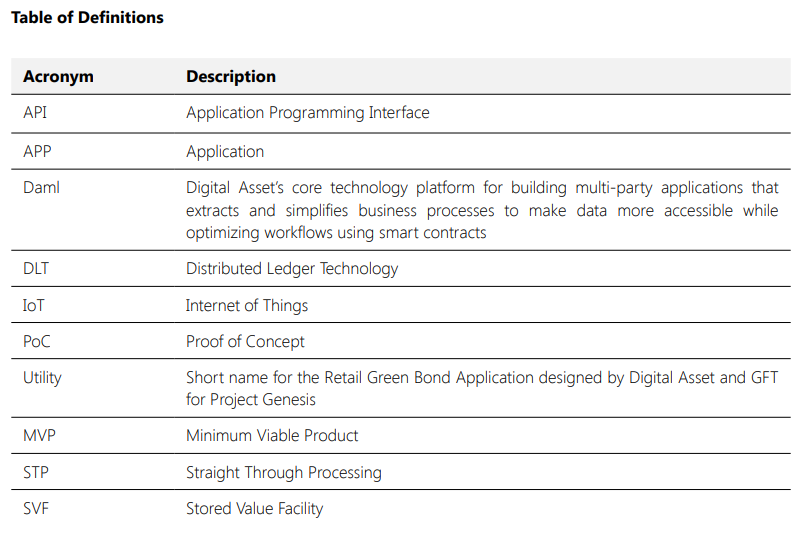 Table of Definitions
Acronym Description
API Application Programming Interface
APP Application
Daml Digital Asset’s core technology platform for building multi-party applications that
extracts and simplifies business processes to make data more accessible while
optimizing workflows using smart contracts
DLT Distributed Ledger Technology
IoT Internet of Things
PoC Proof of Concept
Utility Short name for the Retail Green Bond Application designed by Digital Asset and GFT
for Project Genesis
MVP Minimum Viable Product
STP Straight Through Processing
SVF Stored Value Facility